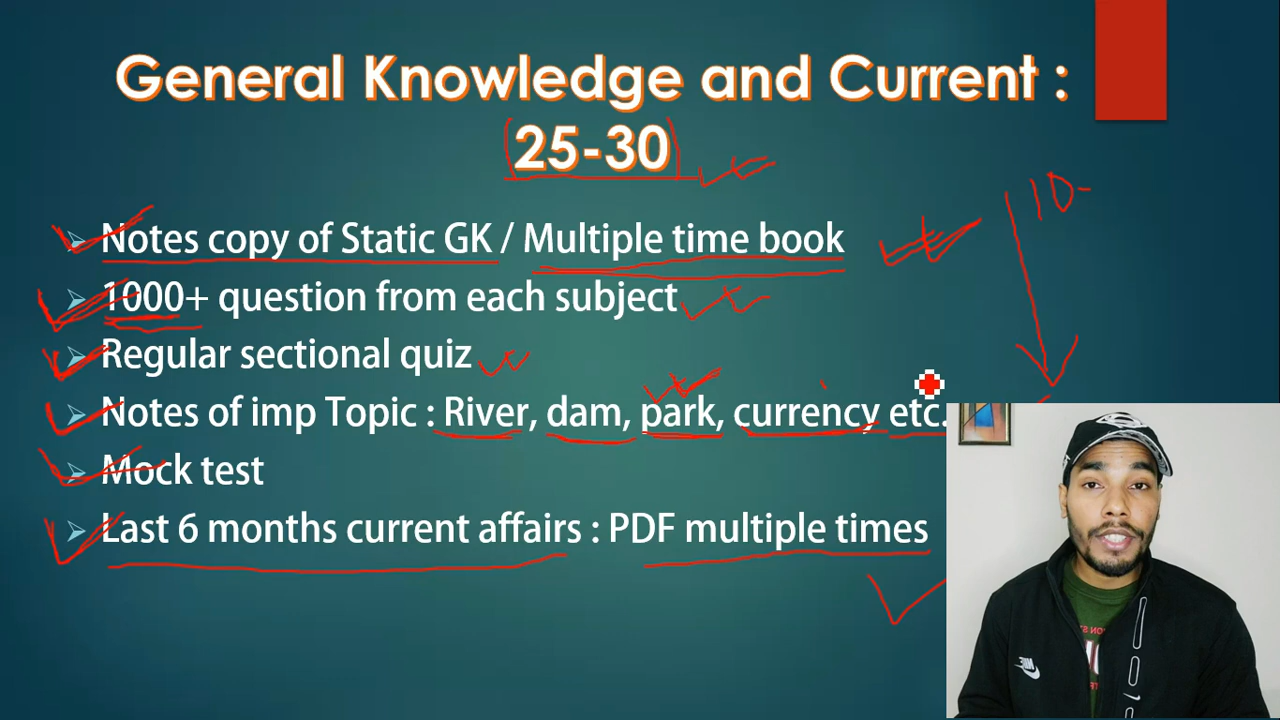 General Knowledge and Current :
25-30
Notes copy of Static GK / Multiple time book
1000+ question from each subject
Regular sectional quiz
Notes of imp Topic : River, dam, park, currency etc.
Mock test
Last 6 months current affairs : PDF multiple times
10-